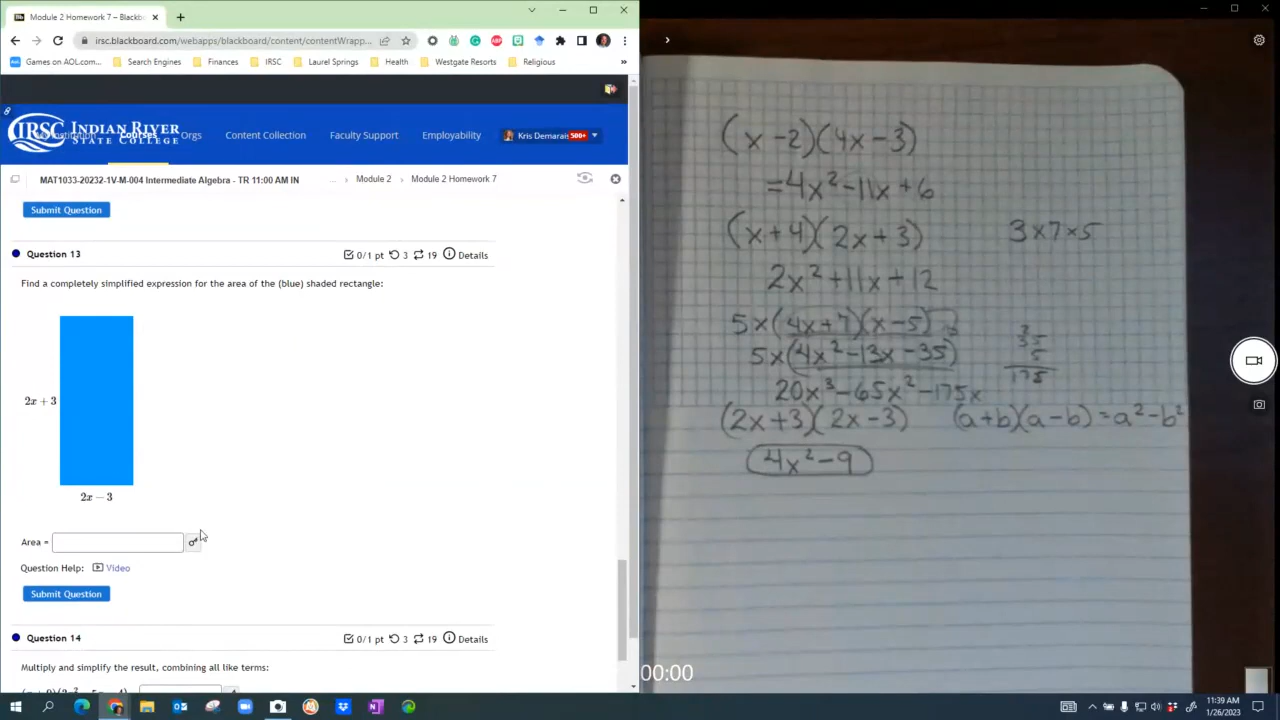 Module 2 Homework 7 – Blackb
irsc.blackboard.com/webapps/blackboard/content/contentWrapp...
Games on AOL.com...
Search Engines
Finances
IRSC
Laurel Springs
Health
Westgate Resorts
Religious
IRSC INDIAN RIVER
STATE COLLEGE
Courses
Orgs
Content Collection
Faculty Support
Employability
Kris Demarais 500+
MAT1033-20232-1V-M-004 Intermediate Algebra - TR 11:00 AM IN
...
Module 2
Module 2 Homework 7
Submit Question
Question 13
0/1 pt 3 19 Details
Find a completely simplified expression for the area of the (blue) shaded rectangle:
2x + 3
2x − 3
Area =
Question Help: Video
Submit Question
Question 14
0/1 pt 3 19 Details
Multiply and simplify the result, combining all like terms:
(x-2)(4x-3)
=4x²-11x+6
(x+4)(2x+3)
3x7x5
2x²+11x+12
5x(4x+7)(x-5)
5x(4x²-13x-35)
3
35
5
175
20x³-65x²-175x
(2x+3)(2x-3)
(a+b)(a-b)=a²-b²
4x²-9
00:00
11:39 AM
1/26/2023